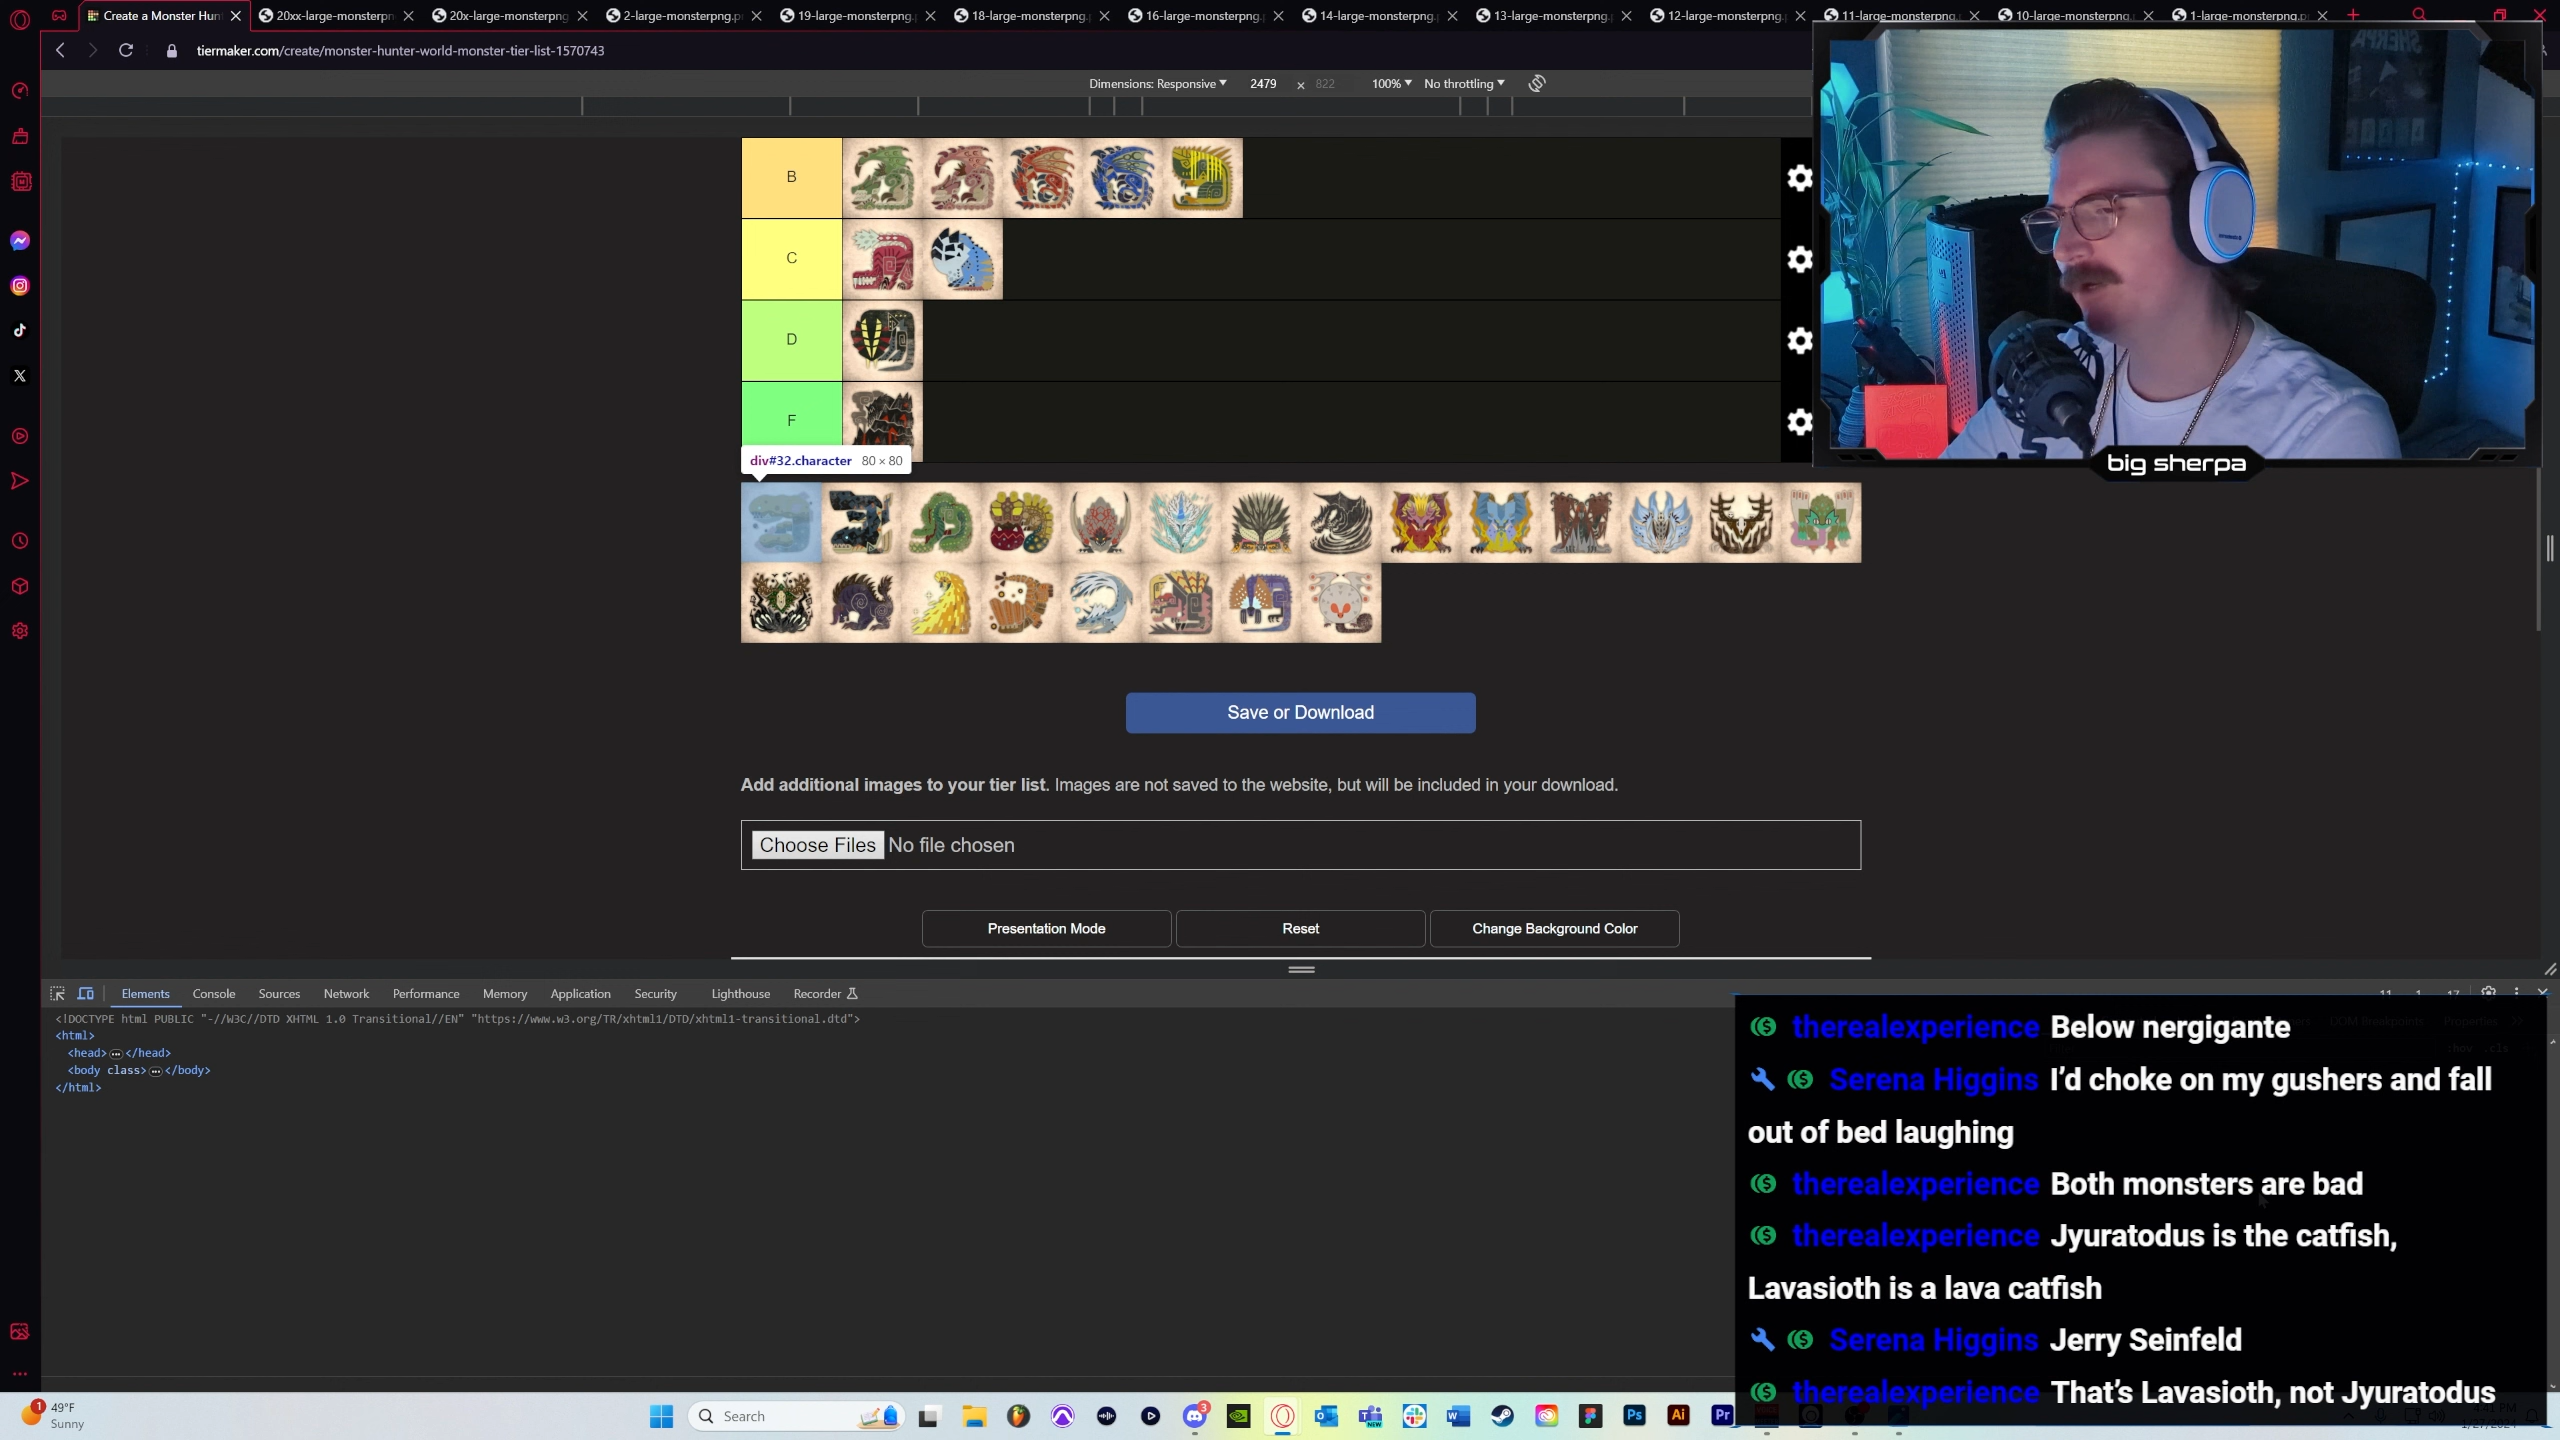 Create a Monster Hun
20xx-large-monsterpn
20x-large-monsterpng
2-large-monsterpng.p
19-large-monsterpng.
18-large-monsterpng.
16-large-monsterpng.
14-large-monsterpng.
13-large-monsterpng.
12-large-monsterpng.
11-large-monsterpng.
10-large-monsterpng.
1-large-monsterpng.p
tiermaker.com/create/monster-hunter-world-monster-tier-list-1570743
Dimensions: Responsive 2479 × 822 100% No throttling
B
C
D
F
div#32.character 80 × 80
big sherpa
Save or Download
Add additional images to your tier list. Images are not saved to the website, but will be included in your download.
Choose Files No file chosen
Presentation Mode Reset Change Background Color
Elements Console Sources Network Performance Memory Application Security Lighthouse Recorder
<!DOCTYPE html PUBLIC "-//W3C//DTD XHTML 1.0 Transitional//EN" "https://www.w3.org/TR/xhtml1/DTD/xhtml1-transitional.dtd">
<html>
<head>…</head>
<body class>…</body>
</html>
therealexperience Below nergigante
Serena Higgins I'd choke on my gushers and fall
out of bed laughing
therealexperience Both monsters are bad
therealexperience Jyuratodus is the catfish,
Lavasioth is a lava catfish
Serena Higgins Jerry Seinfeld
therealexperience That's Lavasioth, not Jyuratodus
49°F
Sunny
Search